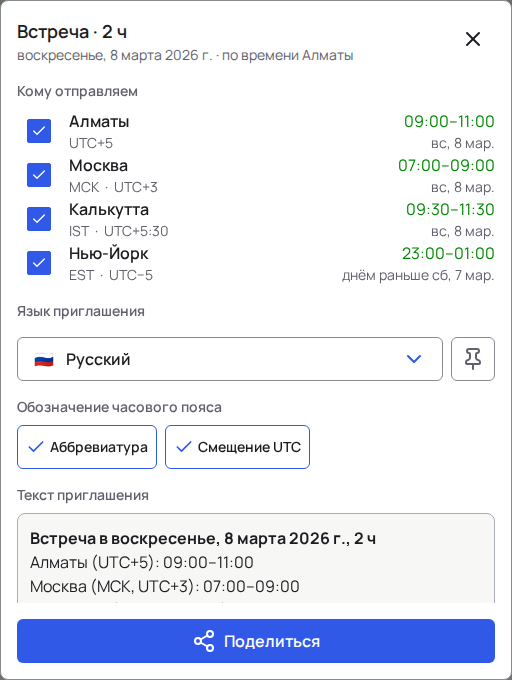 Встреча · 2 ч
воскресенье, 8 марта 2026 г. · по времени Алматы
Кому отправляем
Алматы 09:00–11:00
UTC+5 вс, 8 мар.
Москва 07:00–09:00
МСК · UTC+3 вс, 8 мар.
Калькутта 09:30–11:30
IST · UTC+5:30 вс, 8 мар.
Нью-Йорк 23:00–01:00
EST · UTC−5 днём раньше сб, 7 мар.
Язык приглашения
Русский
Обозначение часового пояса
Аббревиатура Смещение UTC
Текст приглашения
Встреча в воскресенье, 8 марта 2026 г., 2 ч
Алматы (UTC+5): 09:00–11:00
Москва (МСК, UTC+3): 07:00–09:00
Поделиться